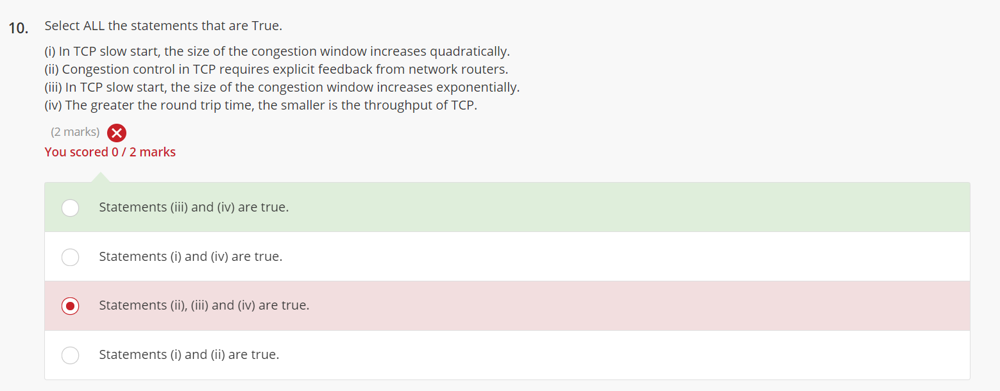 10. Select ALL the statements that are True.
(i) In TCP slow start, the size of the congestion window increases quadratically.
(ii) Congestion control in TCP requires explicit feedback from network routers.
(iii) In TCP slow start, the size of the congestion window increases exponentially.
(iv) The greater the round trip time, the smaller is the throughput of TCP.
(2 marks)
You scored 0 / 2 marks
Statements (iii) and (iv) are true.
Statements (i) and (iv) are true.
Statements (ii), (iii) and (iv) are true.
Statements (i) and (ii) are true.